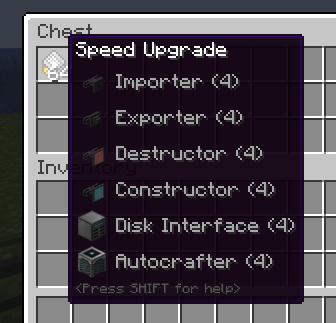 Chest
Speed Upgrade
64
Importer (4)
Exporter (4)
Destructor (4)
Inventory
Constructor (4)
Disk Interface (4)
Autocrafter (4)
<Press SHIFT for help>